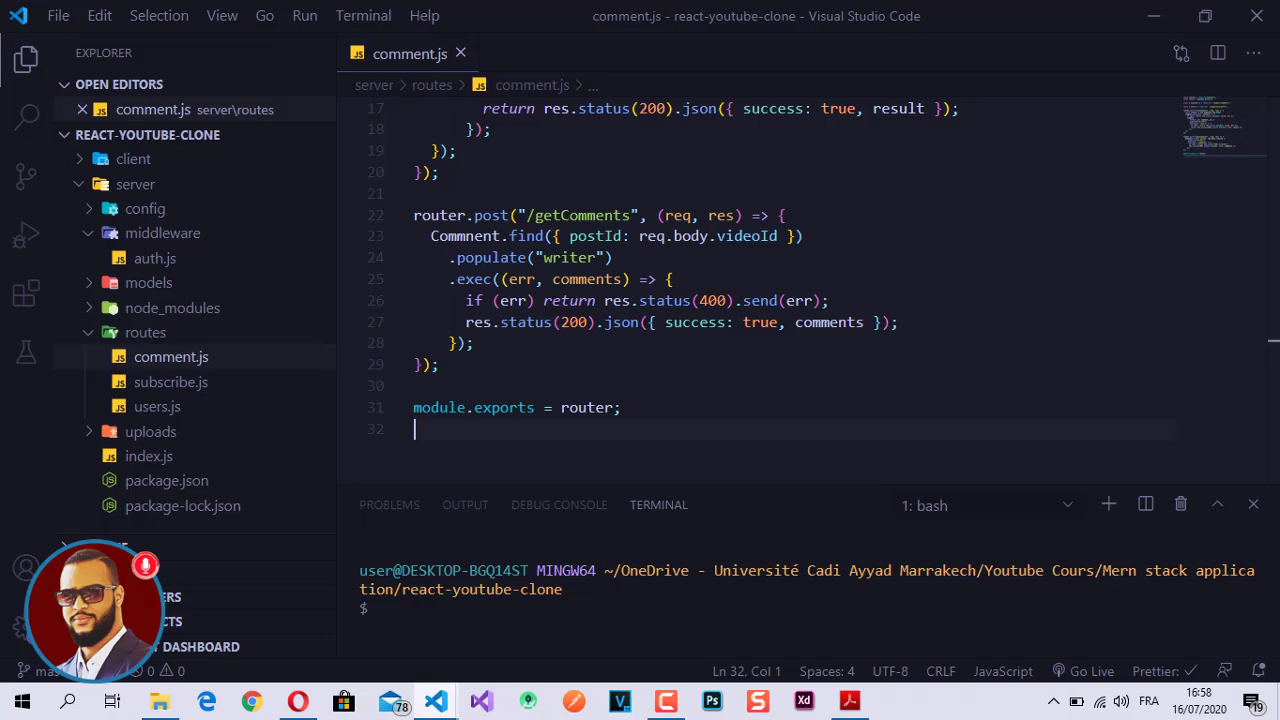 File Edit Selection View Go Run Terminal Help
comment.js - react-youtube-clone - Visual Studio Code
EXPLORER
OPEN EDITORS
comment.js server\routes
REACT-YOUTUBE-CLONE
client
server
config
middleware
auth.js
models
node_modules
routes
comment.js
subscribe.js
users.js
uploads
index.js
package.json
package-lock.json
DASHBOARD
comment.js
server > routes > comment.js > ...
17 return res.status(200).json({ success: true, result });
18 });
19 });
20 });
21
22 router.post("/getComments", (req, res) => {
23 Comment.find({ postId: req.body.videoId })
24 .populate("writer")
25 .exec((err, comments) => {
26 if (err) return res.status(400).send(err);
27 res.status(200).json({ success: true, comments });
28 });
29 });
30
31 module.exports = router;
32
PROBLEMS OUTPUT DEBUG CONSOLE TERMINAL 1: bash
user@DESKTOP-BGQ14ST MINGW64 ~/OneDrive - Université Cadi Ayyad Marrakech/Youtube Cours/Mern stack applica
tion/react-youtube-clone
$
0 0 Ln 32, Col 1 Spaces: 4 UTF-8 CRLF JavaScript Go Live Prettier:
78 V Ps S Xd FRA 16:58
16/07/2020 19